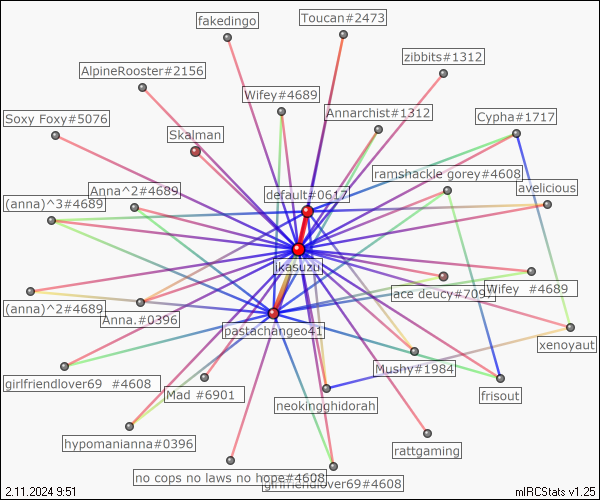 fakedingo
Toucan#2473
zibbits#1312
AlpineRooster#2156
Wifey#4689
Annarchist#1312
Soxy Foxy#5076
Cypha#1717
Skalman
ramshackle gorey#4608
Anna^2#4689
default#0617
avelicious
(anna)^3#4689
ikasuzu
ace deucy#7097
Wifey #4689
(anna)^2#4689
Anna.#0396
pastachangeo41
xenoyaut
Mushy#1984
girlfriendlover69 #4608
Mad #6901
neokingghidorah
frisout
hypomanianna#0396
rattgaming
no cops no laws no hope#4608
girlfriendlover69#4608
2.11.2024 9:51
mIRCStats v1.25